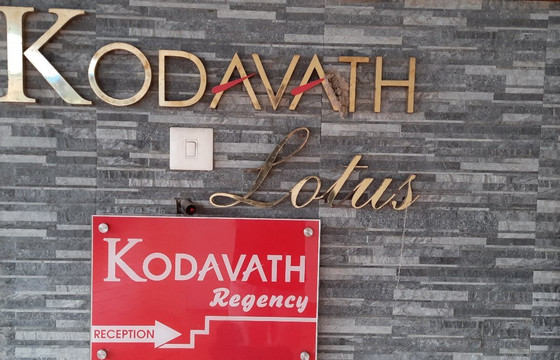 KODAVATH
Lotus
KODAVATH
Regency
RECEPTION